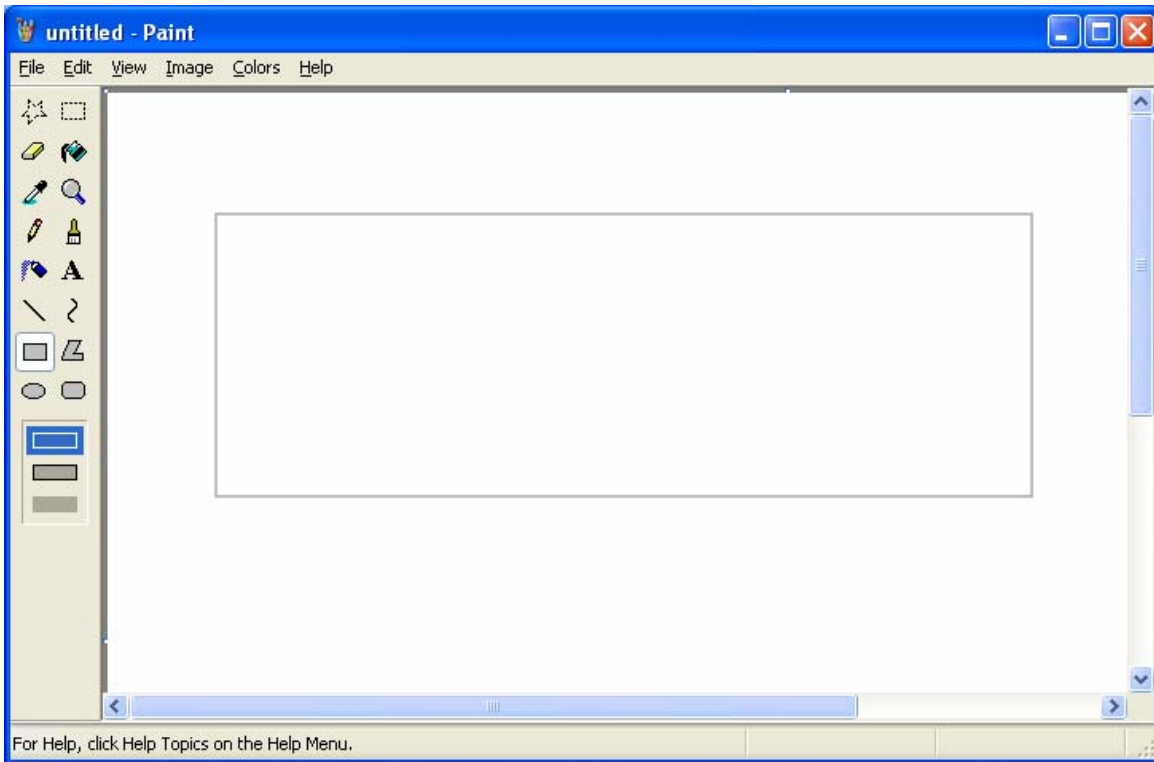 untitled - Paint
File Edit View Image Colors Help
A
For Help, click Help Topics on the Help Menu.